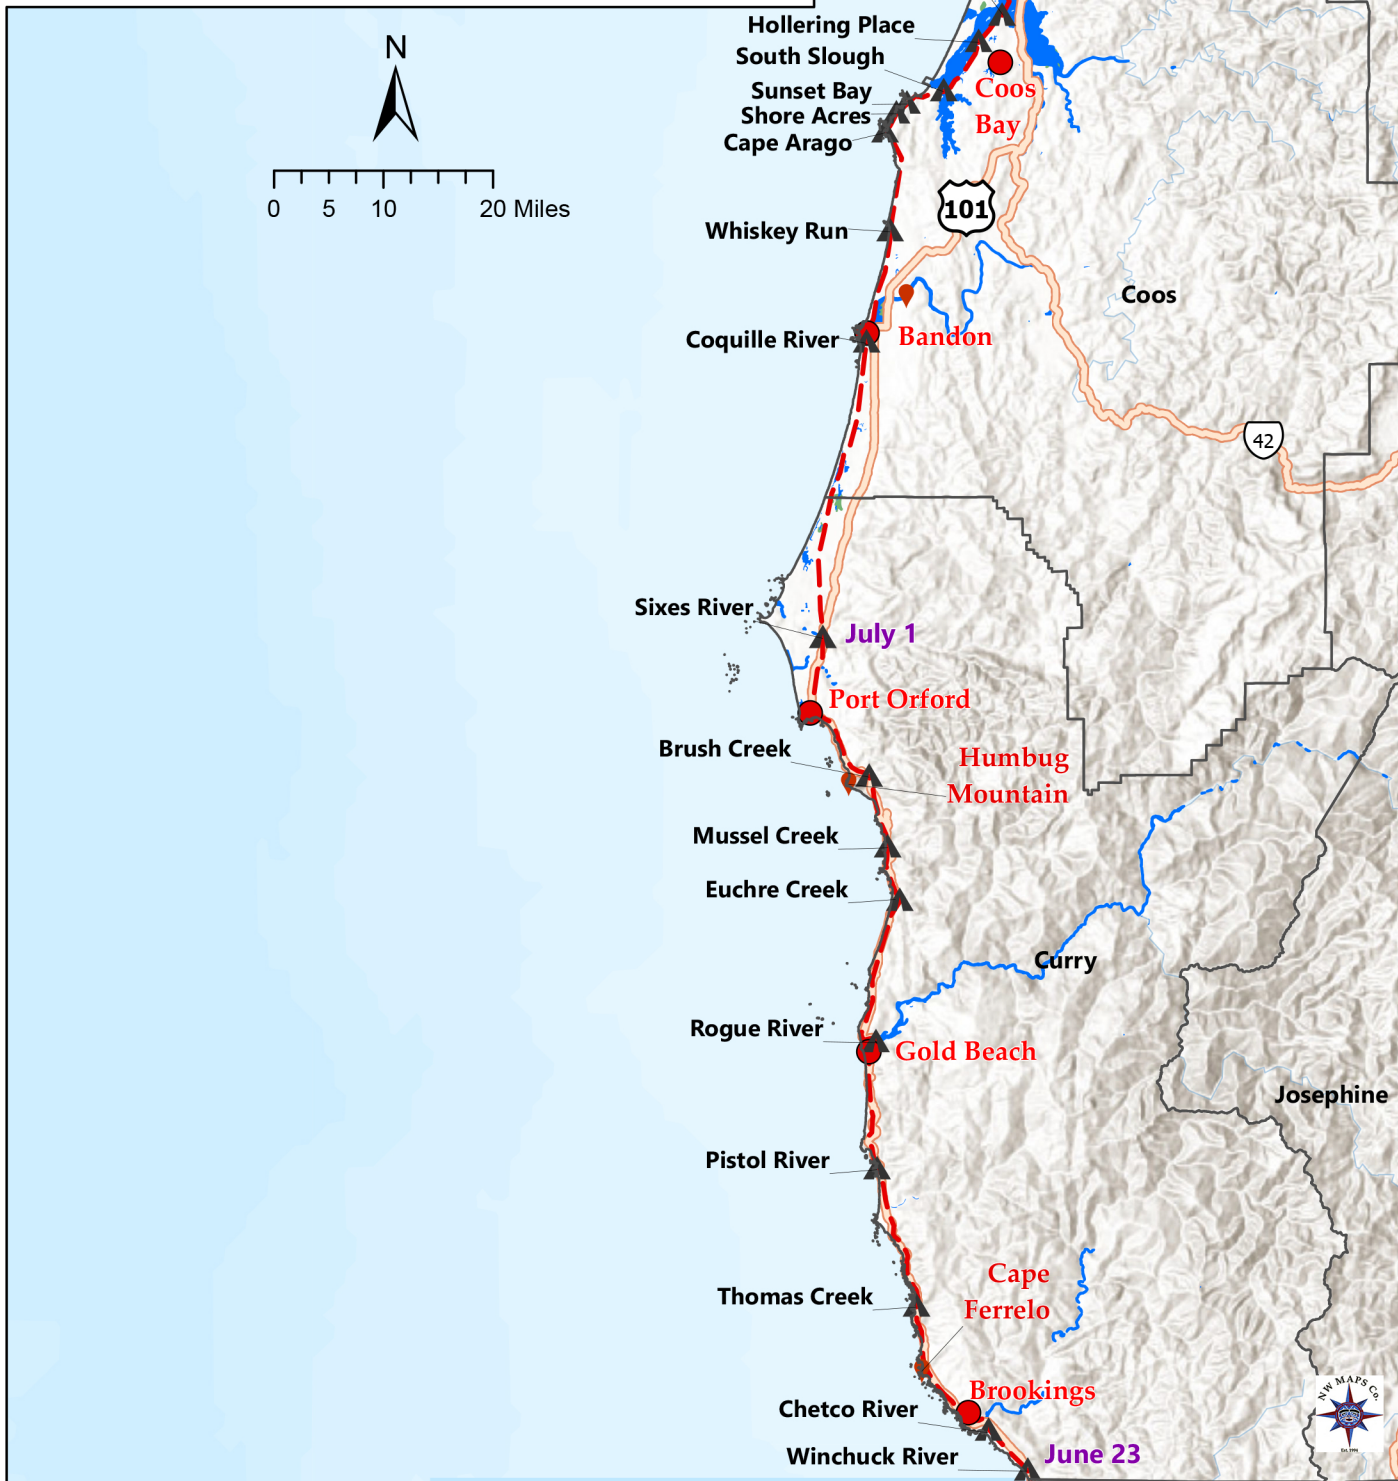 Hollering Place
South Slough
Coos
Bay
Sunset Bay
Shore Acres
Cape Arago
N
0 5 10 20 Miles
101
Whiskey Run
Coos
Coquille River
Bandon
42
Sixes River
July 1
Port Orford
Brush Creek
Humbug
Mountain
Mussel Creek
Euchre Creek
Curry
Rogue River
Gold Beach
Josephine
Pistol River
Cape
Ferrelo
Thomas Creek
Brookings
Chetco River
Winchuck River
June 23
NW MAPS Co.
Est. 1996